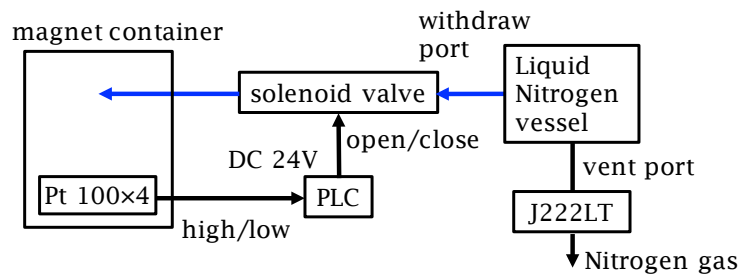 magnet container
withdraw
port
Liquid
Nitrogen
vessel
solenoid valve
open/close
DC 24V
vent port
Pt 100×4
PLC
high/low
J222LT
Nitrogen gas